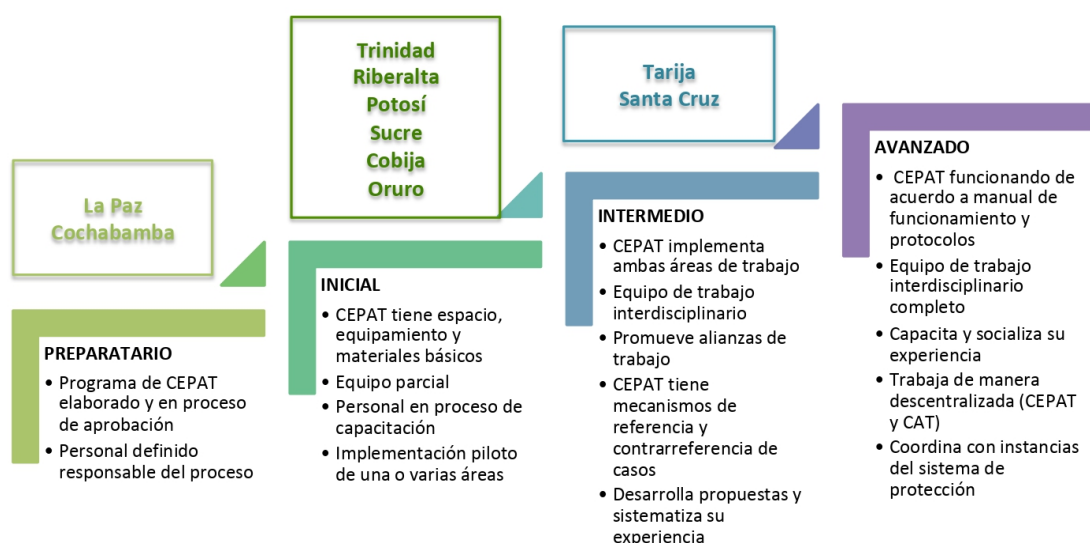 La Paz
Cochabamba
PREPARATARIO
• Programa de CEPAT
elaborado y en proceso
de aprobación
• Personal definido
responsable del proceso
Trinidad
Riberalta
Potosí
Sucre
Cobija
Oruro
INICIAL
• CEPAT tiene espacio,
equipamiento y
materiales básicos
• Equipo parcial
• Personal en proceso de
capacitación
• Implementación piloto
de una o varias áreas
Tarija
Santa Cruz
INTERMEDIO
• CEPAT implementa
ambas áreas de trabajo
• Equipo de trabajo
interdisciplinario
• Promueve alianzas de
trabajo
• CEPAT tiene
mecanismos de
referencia y
contrarreferencia de
casos
• Desarrolla propuestas y
sistematiza su
experiencia
AVANZADO
• CEPAT funcionando de
acuerdo a manual de
funcionamiento y
protocolos
• Equipo de trabajo
interdisciplinario
completo
• Capacita y socializa su
experiencia
• Trabaja de manera
descentralizada (CEPAT
y CAT)
• Coordina con instancias
del sistema de
protección